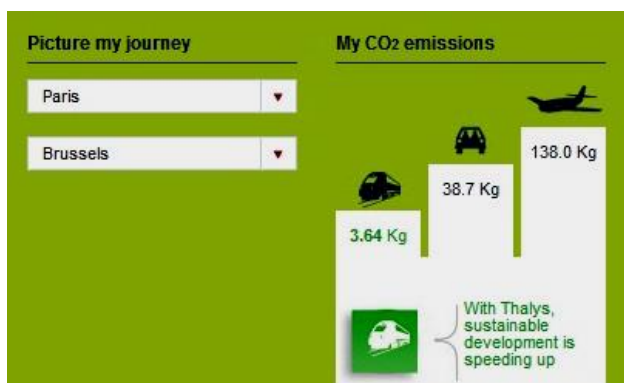 Picture my journey
Paris
Brussels
My CO2 emissions
138.0 Kg
38.7 Kg
3.64 Kg
With Thalys,
sustainable
development is
speeding up